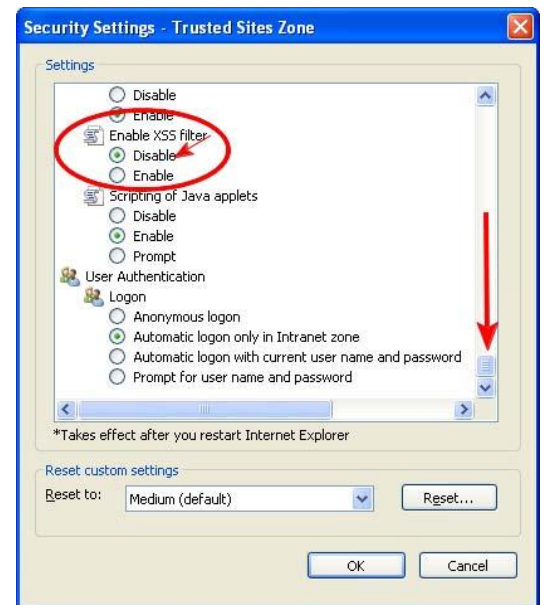 Security Settings - Trusted Sites Zone
Settings
Disable
Enable
Enable XSS filter
Disable
Enable
Scripting of Java applets
Disable
Enable
Prompt
User Authentication
Logon
Anonymous logon
Automatic logon only in Intranet zone
Automatic logon with current user name and password
Prompt for user name and password
*Takes effect after you restart Internet Explorer
Reset custom settings
Reset to: Medium (default) Reset...
OK Cancel